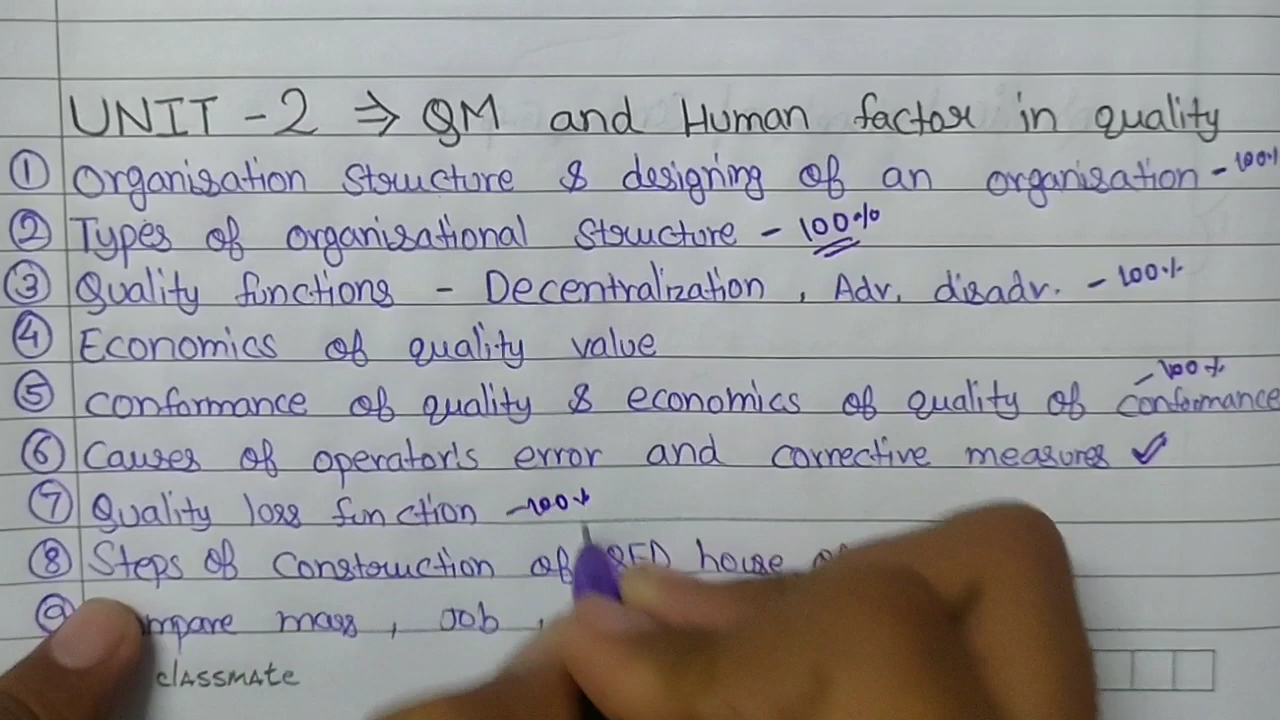 UNIT - 2 ⇒ QM and Human factor in quality
① Organisation Structure & designing of an organisation - 100%
② Types of organisational Structure - 100%
③ Quality functions - Decentralization , Adv. disadv. - 100%
④ Economics of quality value
⑤ conformance of quality & economics of quality of conformance - 100%
⑥ Causes of operator's error and corrective measures ✓
⑦ Quality loss function - 100%
⑧ Steps of Construction of QFD house
⑨ mass , Job ,
classmate